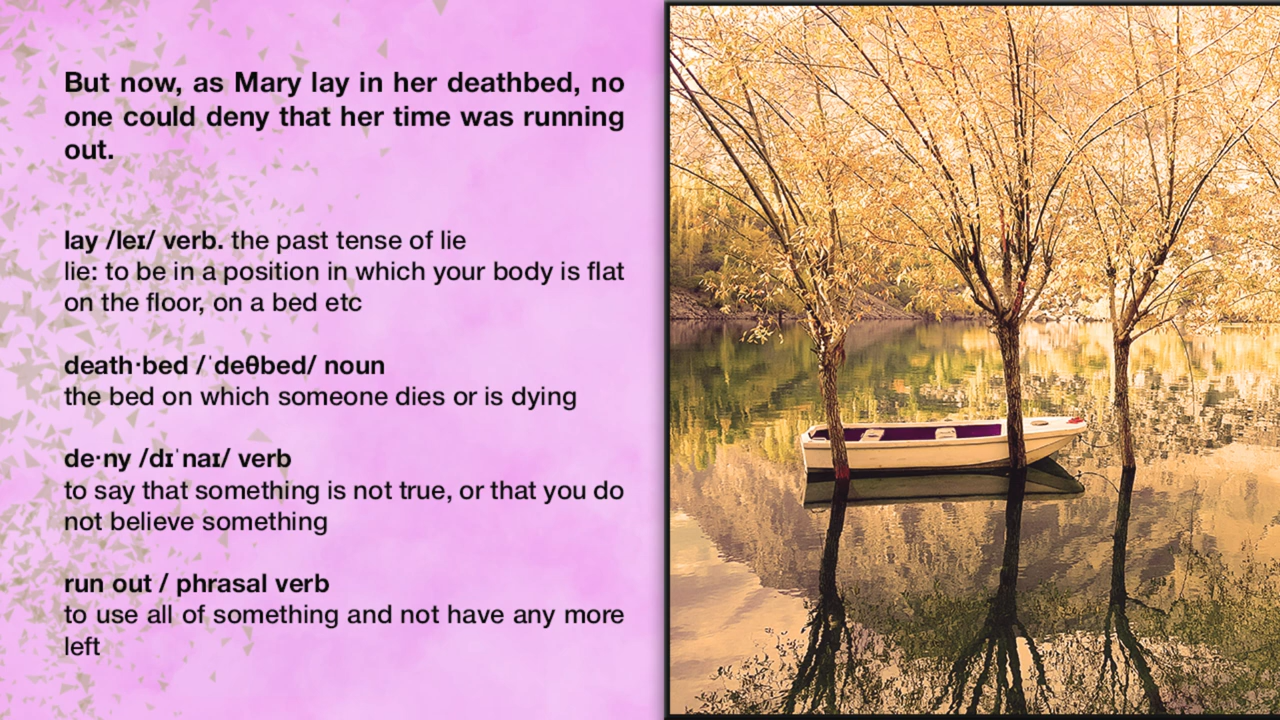 But now, as Mary lay in her deathbed, no
one could deny that her time was running
out.
lay /leɪ/ verb. the past tense of lie
lie: to be in a position in which your body is flat
on the floor, on a bed etc
death·bed /ˈdeθbed/ noun
the bed on which someone dies or is dying
de·ny /dɪˈnaɪ/ verb
to say that something is not true, or that you do
not believe something
run out / phrasal verb
to use all of something and not have any more
left